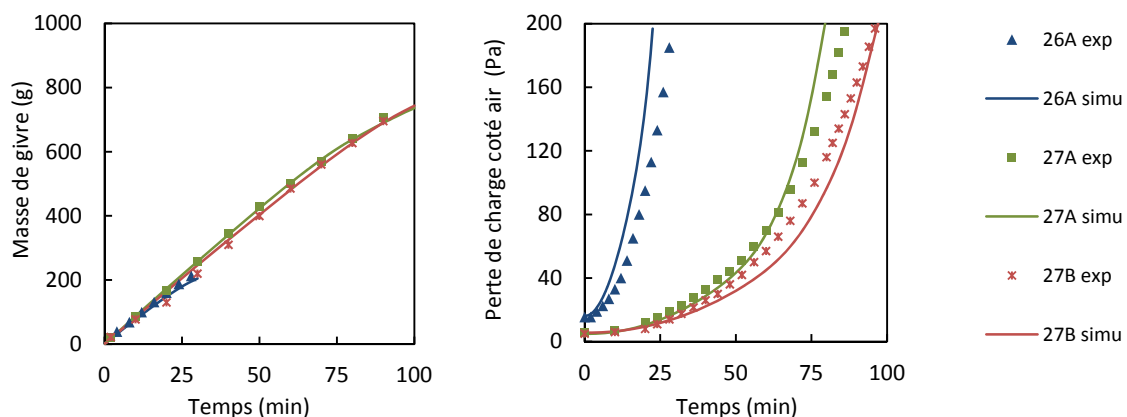 Masse de givre (g)
1000
800
600
400
200
0
0 25 50 75 100
Temps (min)
Perte de charge coté air (Pa)
200
160
120
80
40
0
0 25 50 75 100
Temps (min)
26A exp
26A simu
27A exp
27A simu
27B exp
27B simu